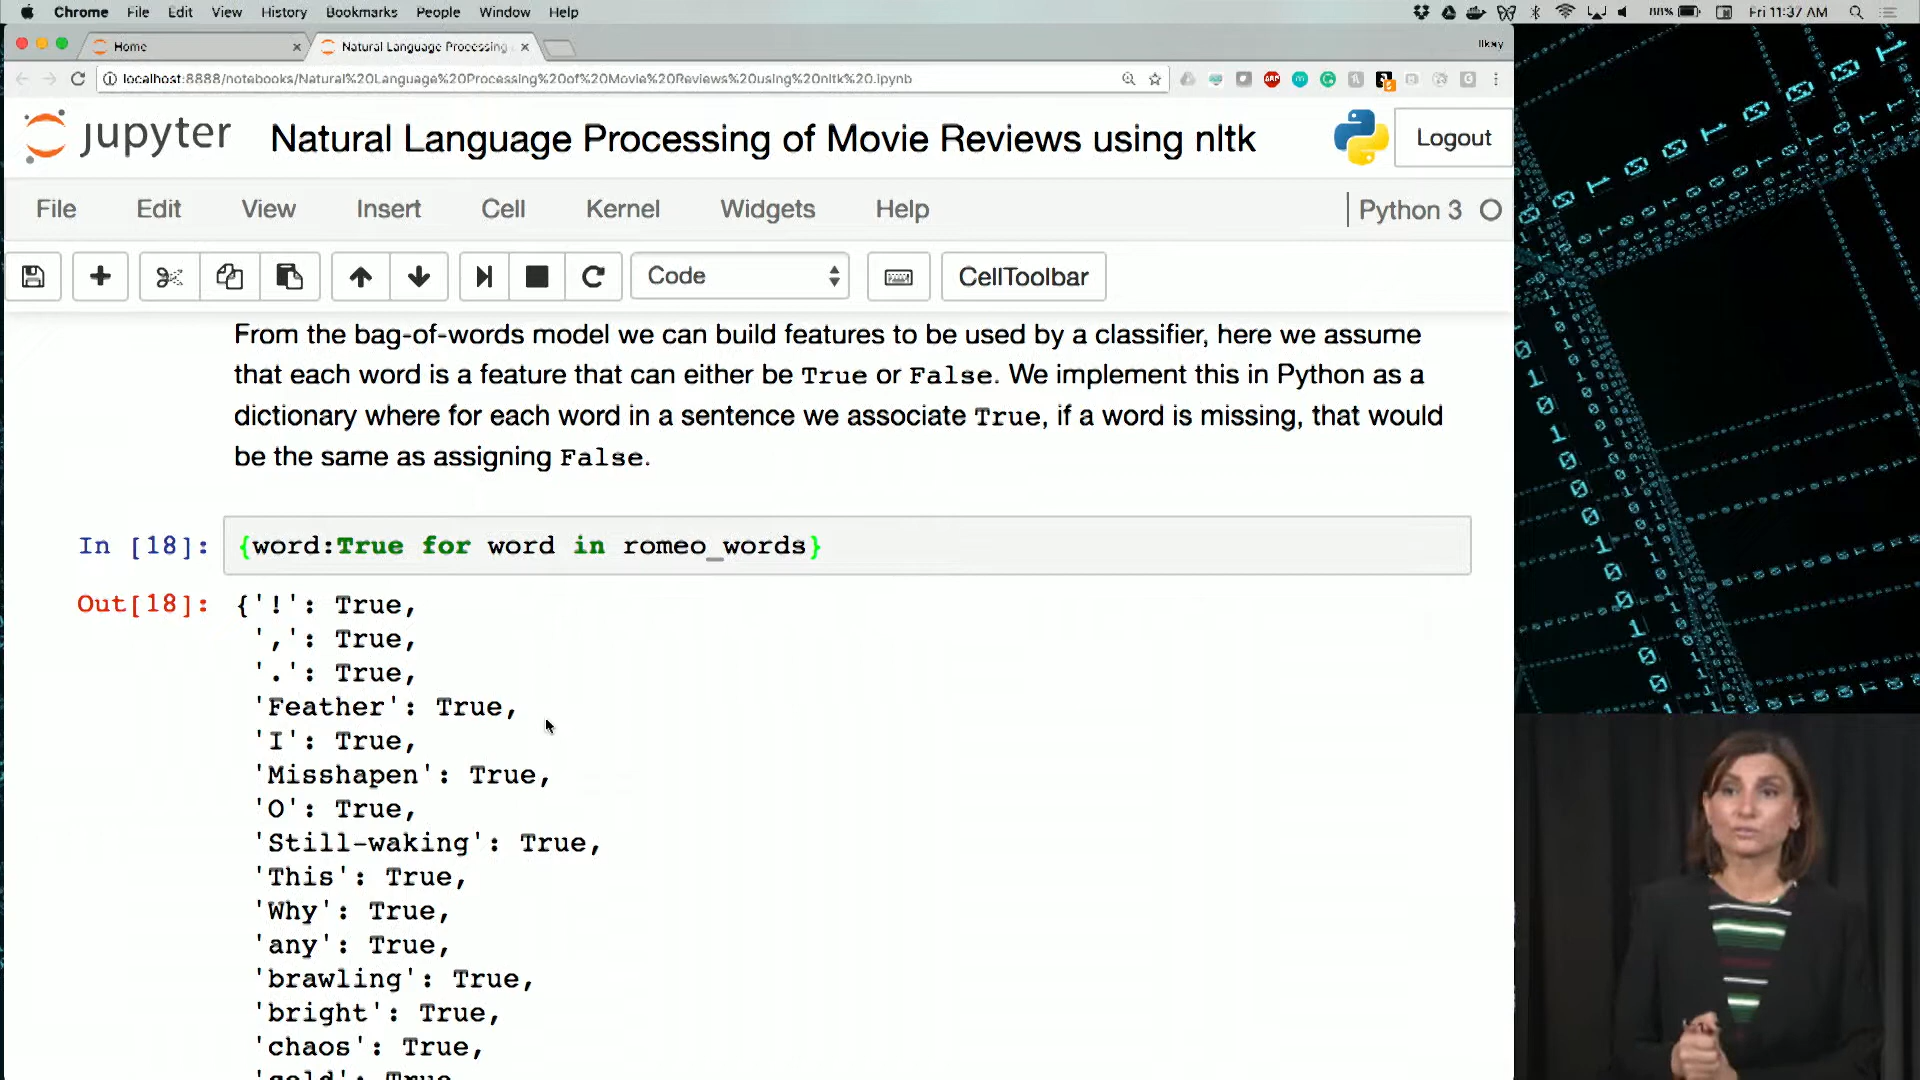 Chrome File Edit View History Bookmarks People Window Help
Fri 11:37 AM
Home
Natural Language Processing
Ilkay
localhost:8888/notebooks/Natural%20Language%20Processing%20of%20Movie%20Reviews%20using%20nltk%20.ipynb
jupyter Natural Language Processing of Movie Reviews using nltk
Logout
File Edit View Insert Cell Kernel Widgets Help
Python 3
Code
CellToolbar
From the bag-of-words model we can build features to be used by a classifier, here we assume
that each word is a feature that can either be True or False. We implement this in Python as a
dictionary where for each word in a sentence we associate True, if a word is missing, that would
be the same as assigning False.
In [18]: {word:True for word in romeo_words}
Out[18]: {'!': True,
',': True,
'.': True,
'Feather': True,
'I': True,
'Misshapen': True,
'O': True,
'Still-waking': True,
'This': True,
'Why': True,
'any': True,
'brawling': True,
'bright': True,
'chaos': True,